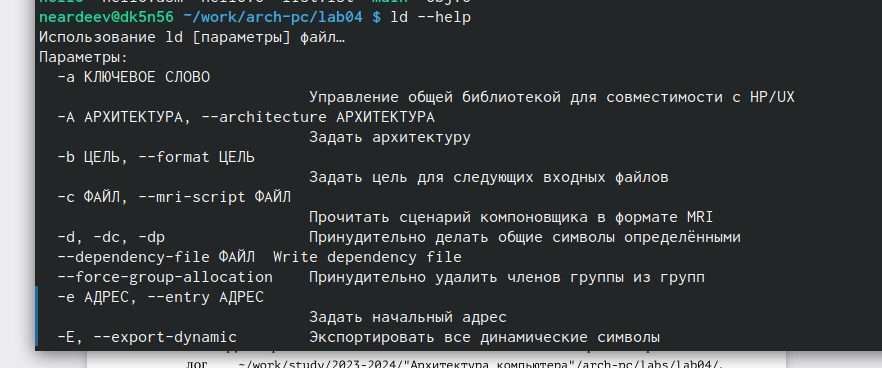 neardeev@dk5n56 ~/work/arch-pc/lab04 $ ld --help
Использование ld [параметры] файл…
Параметры:
-a КЛЮЧЕВОЕ СЛОВО
Управление общей библиотекой для совместимости с HP/UX
-A АРХИТЕКТУРА, --architecture АРХИТЕКТУРА
Задать архитектуру
-b ЦЕЛЬ, --format ЦЕЛЬ
Задать цель для следующих входных файлов
-c ФАЙЛ, --mri-script ФАЙЛ
Прочитать сценарий компоновщика в формате MRI
-d, -dc, -dp Принудительно делать общие символы определёнными
--dependency-file ФАЙЛ Write dependency file
--force-group-allocation Принудительно удалить членов группы из групп
-e АДРЕС, --entry АДРЕС
Задать начальный адрес
-E, --export-dynamic Экспортировать все динамические символы
лог ~/work/study/2023-2024/"Архитектура компьютера"/arch-pc/labs/lab04/.